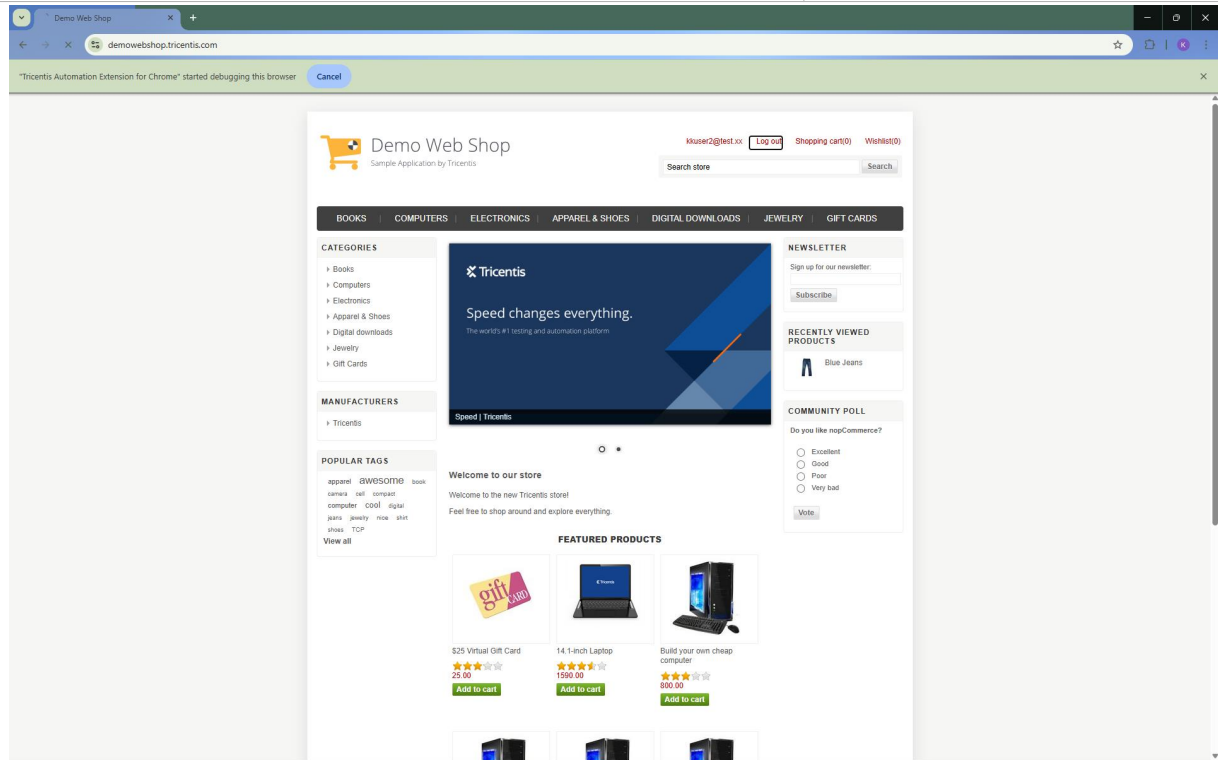 Demo Web Shop
demowebshop.tricentis.com
K
"Tricentis Automation Extension for Chrome" started debugging this browser Cancel
Demo Web Shop
Sample Application by Tricentis
kkuser2@test.xx Log out Shopping cart(0) Wishlist(0)
Search store Search
BOOKS COMPUTERS ELECTRONICS APPAREL & SHOES DIGITAL DOWNLOADS JEWELRY GIFT CARDS
CATEGORIES
Books
Computers
Electronics
Apparel & Shoes
Digital downloads
Jewelry
Gift Cards
MANUFACTURERS
Tricentis
POPULAR TAGS
apparel awesome book
camera cell compact
computer cool digital
jeans jewelry nice shirt
shoes TCP
View all
Tricentis
Speed changes everything.
The world's #1 testing and automation platform
Speed | Tricentis
Welcome to our store
Welcome to the new Tricentis store!
Feel free to shop around and explore everything.
FEATURED PRODUCTS
gift CARD
Tricentis
$25 Virtual Gift Card
25.00
Add to cart
14.1-inch Laptop
1590.00
Add to cart
Build your own cheap
computer
800.00
Add to cart
NEWSLETTER
Sign up for our newsletter:
Subscribe
RECENTLY VIEWED
PRODUCTS
Blue Jeans
COMMUNITY POLL
Do you like nopCommerce?
Excellent
Good
Poor
Very bad
Vote